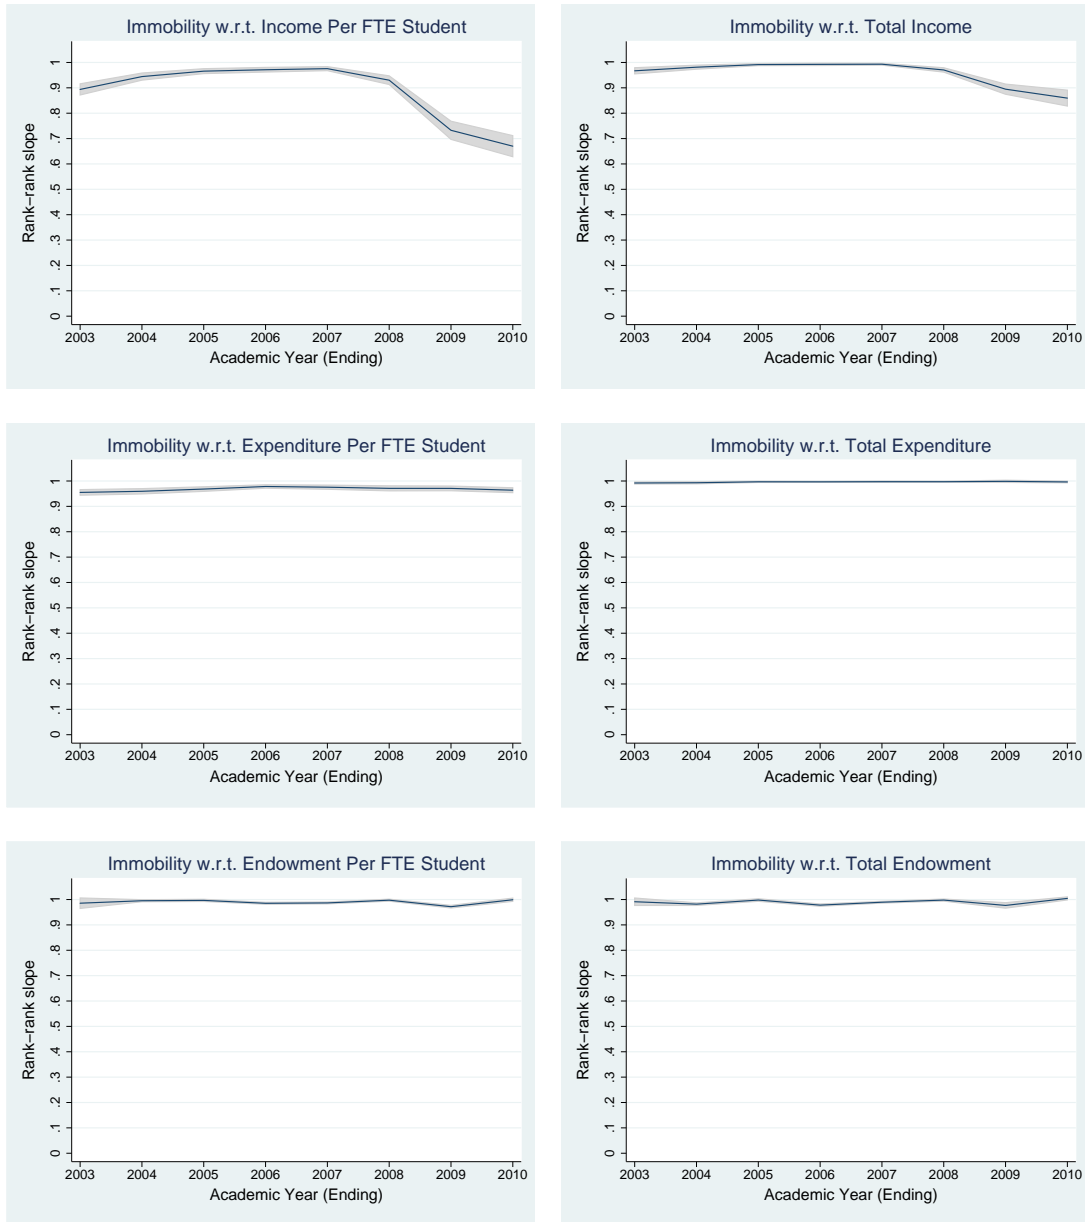 Immobility w.r.t. Income Per FTE Student
Rank−rank slope
1
.9
.8
.7
.6
.5
.4
.3
.2
.1
0
2003 2004 2005 2006 2007 2008 2009 2010
Academic Year (Ending)
Immobility w.r.t. Total Income
Rank−rank slope
1
.9
.8
.7
.6
.5
.4
.3
.2
.1
0
2003 2004 2005 2006 2007 2008 2009 2010
Academic Year (Ending)
Immobility w.r.t. Expenditure Per FTE Student
Rank−rank slope
1
.9
.8
.7
.6
.5
.4
.3
.2
.1
0
2003 2004 2005 2006 2007 2008 2009 2010
Academic Year (Ending)
Immobility w.r.t. Total Expenditure
Rank−rank slope
1
.9
.8
.7
.6
.5
.4
.3
.2
.1
0
2003 2004 2005 2006 2007 2008 2009 2010
Academic Year (Ending)
Immobility w.r.t. Endowment Per FTE Student
Rank−rank slope
1
.9
.8
.7
.6
.5
.4
.3
.2
.1
0
2003 2004 2005 2006 2007 2008 2009 2010
Academic Year (Ending)
Immobility w.r.t. Total Endowment
Rank−rank slope
1
.9
.8
.7
.6
.5
.4
.3
.2
.1
0
2003 2004 2005 2006 2007 2008 2009 2010
Academic Year (Ending)